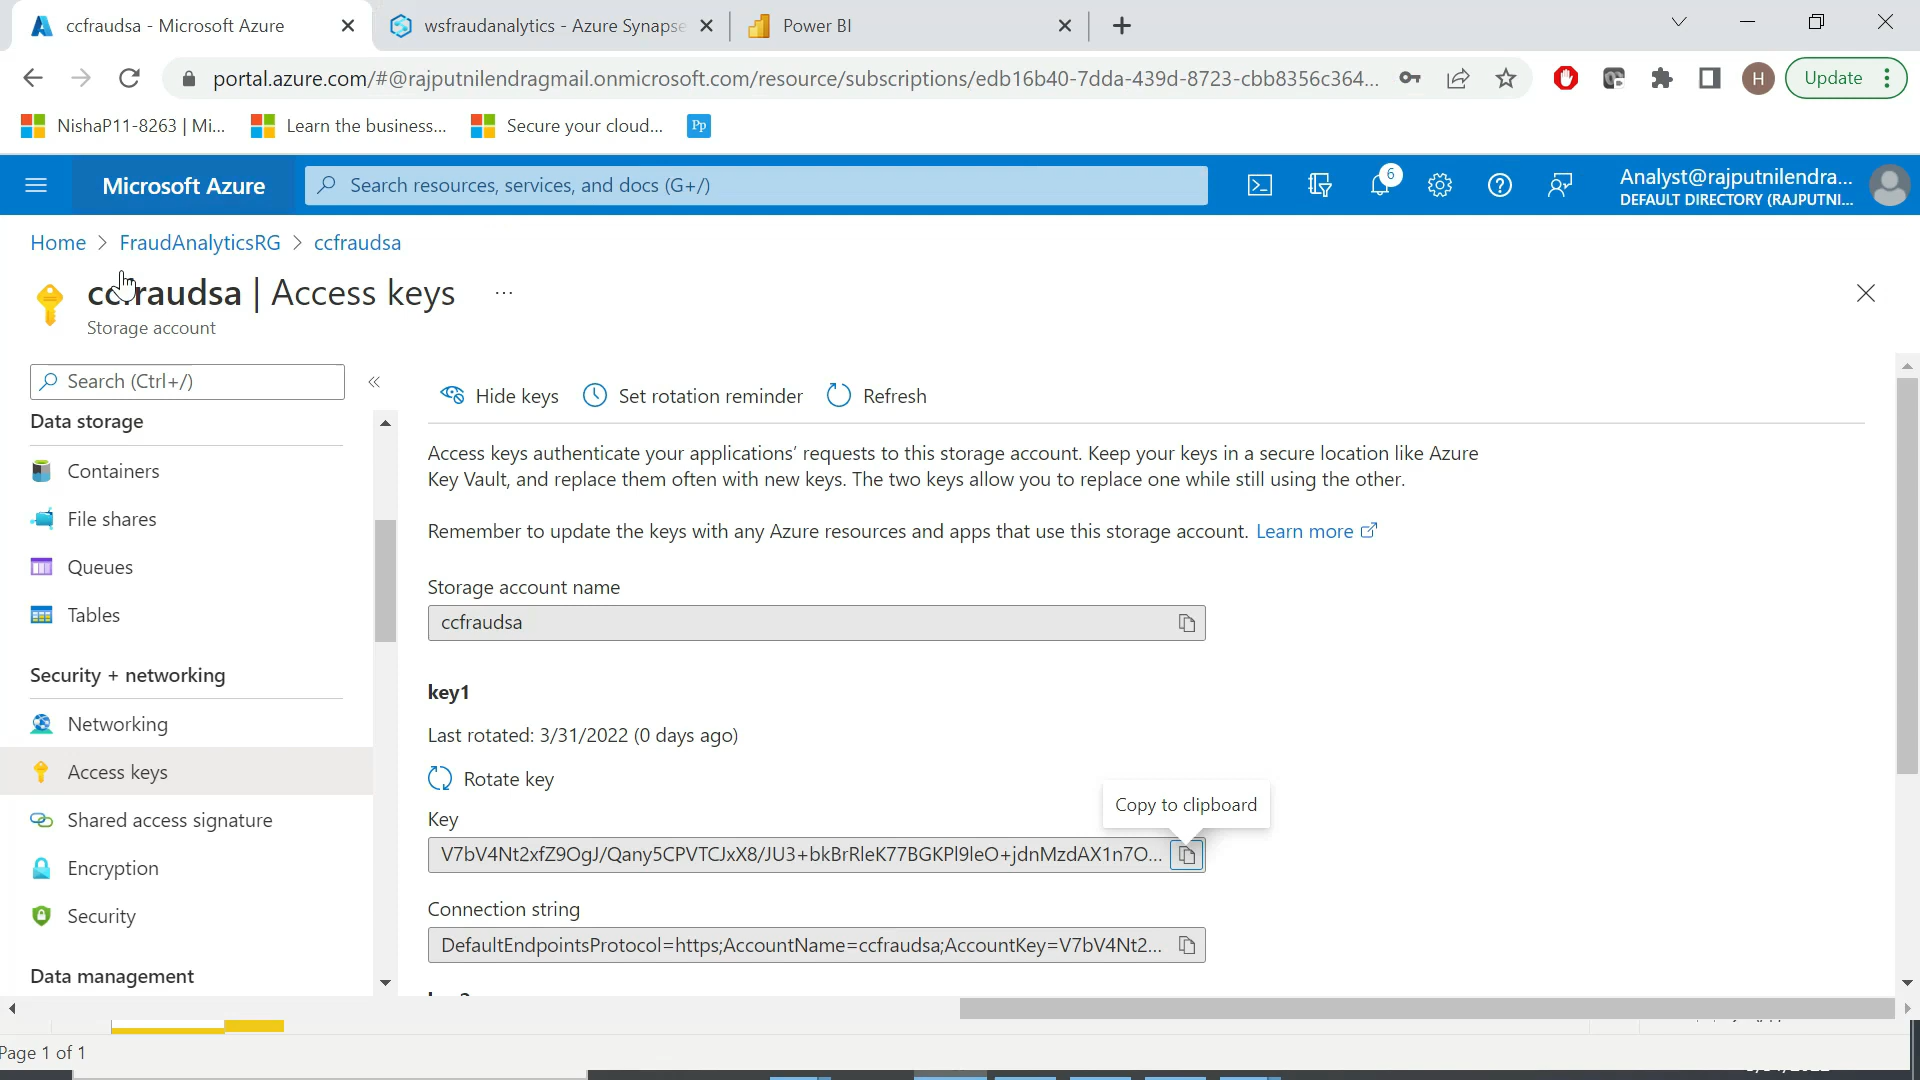 ccfraudsa - Microsoft Azure
wsfraudanalytics - Azure Synapse
Power BI
portal.azure.com/#@rajputnilendragmail.onmicrosoft.com/resource/subscriptions/edb16b40-7dda-439d-8723-cbb8356c364...
H
Update
NishaP11-8263 | Mi...
Learn the business...
Secure your cloud...
Pp
Microsoft Azure
Search resources, services, and docs (G+/)
6
Analyst@rajputnilendra...
DEFAULT DIRECTORY (RAJPUTNI...
Home > FraudAnalyticsRG > ccfraudsa
ccfraudsa | Access keys ...
Storage account
Search (Ctrl+/)
Data storage
Containers
File shares
Queues
Tables
Security + networking
Networking
Access keys
Shared access signature
Encryption
Security
Data management
Hide keys
Set rotation reminder
Refresh
Access keys authenticate your applications' requests to this storage account. Keep your keys in a secure location like Azure
Key Vault, and replace them often with new keys. The two keys allow you to replace one while still using the other.
Remember to update the keys with any Azure resources and apps that use this storage account. Learn more
Storage account name
ccfraudsa
key1
Last rotated: 3/31/2022 (0 days ago)
Rotate key
Copy to clipboard
Key
V7bV4Nt2xfZ9OgJ/Qany5CPVTCJxX8/JU3+bkBrRleK77BGKPl9leO+jdnMzdAX1n7O...
Connection string
DefaultEndpointsProtocol=https;AccountName=ccfraudsa;AccountKey=V7bV4Nt2...
Page 1 of 1